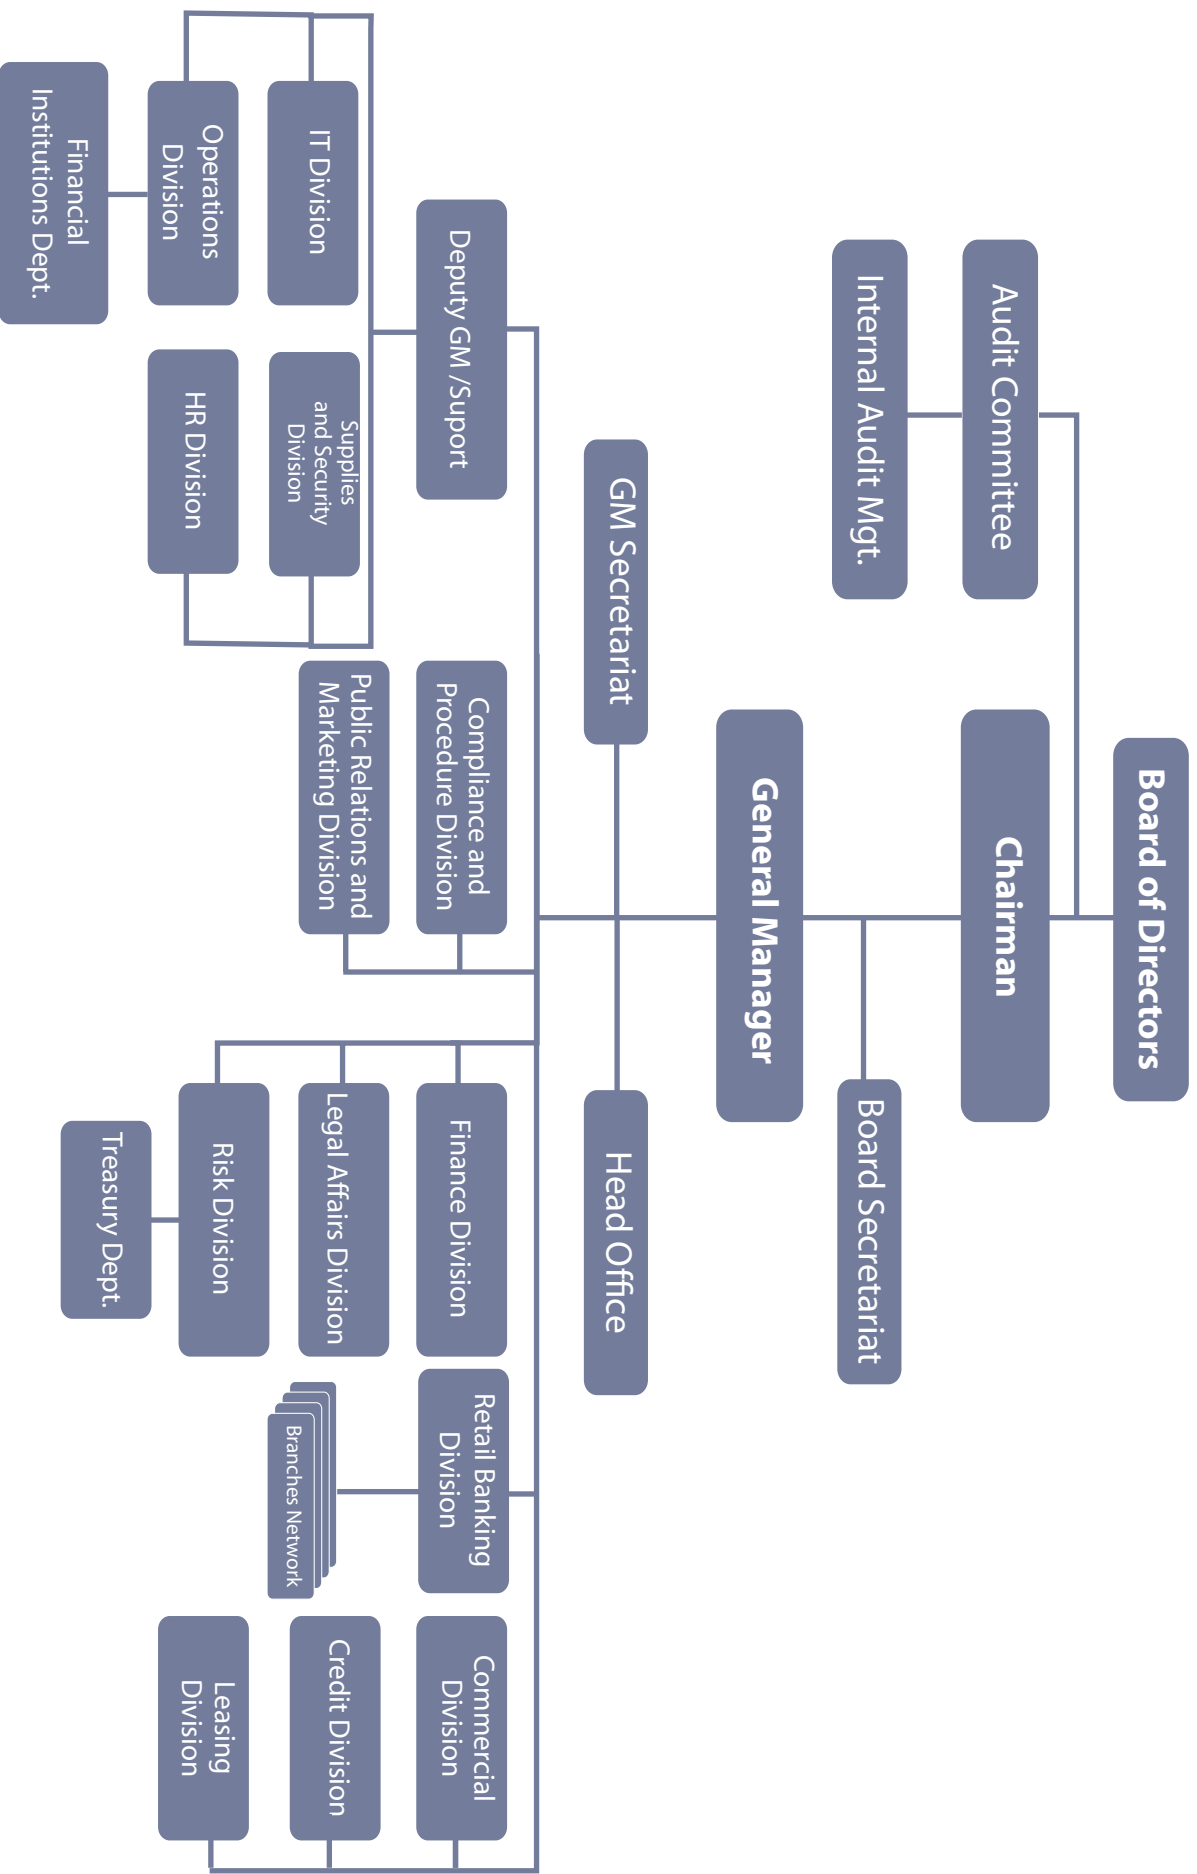 Board of Directors
Chairman
Audit Committee
Internal Audit Mgt.
Board Secretariat
General Manager
GM Secretariat
Head Office
Deputy GM /Suport
IT Division
Operations
Division
Financial
Institutions Dept.
Supplies
and Security
Division
HR Division
Compliance and
Procedure Division
Public Relations and
Marketing Division
Finance Division
Legal Affairs Division
Risk Division
Treasury Dept.
Retail Banking
Division
Branches Network
Commercial
Division
Credit Division
Leasing
Division